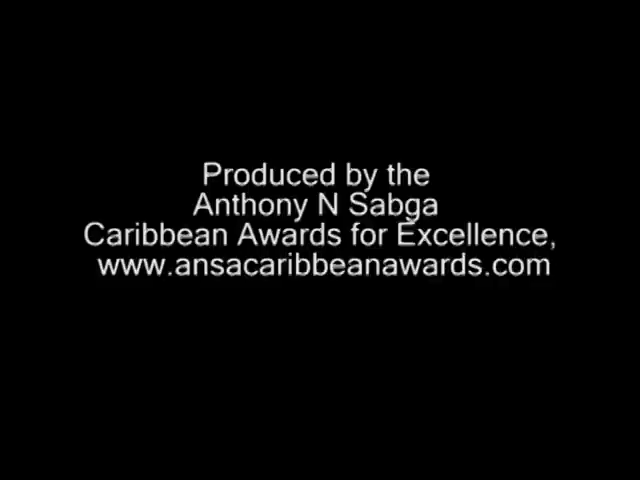 Produced by the
Anthony N Sabga
Caribbean Awards for Excellence,
www.ansacaribbeanawards.com